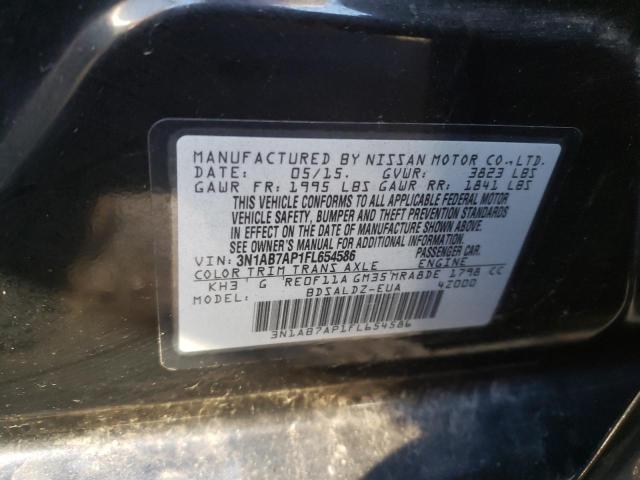 MANUFACTURED BY NISSAN MOTOR CO.,LTD.
DATE: 05/15. GVWR: 3823 LBS
GAWR FR: 1995 LBS GAWR RR: 1841 LBS
THIS VEHICLE CONFORMS TO ALL APPLICABLE FEDERAL MOTOR
VEHICLE SAFETY, BUMPER AND THEFT PREVENTION STANDARDS
IN EFFECT ON THE DATE OF MANUFACTURE SHOWN ABOVE.
SEE OWNER'S MANUAL FOR ADDITIONAL INFORMATION.
VIN: 3N1AB7AP1FL654586 PASSENGER CAR.
COLOR TRIM TRANS AXLE ENGINE
KH3 G RE0F11A GM35 MRA8DE 1798 CC
MODEL: BDSALDZ-EUA 4Z000
3N1AB7AP1FL654586